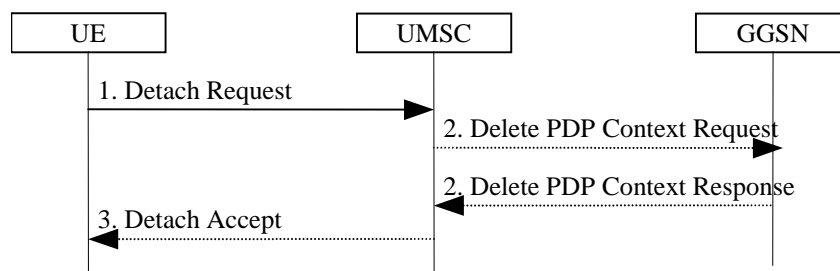 UE
UMSC
GGSN
1. Detach Request
2. Delete PDP Context Request
2. Delete PDP Context Response
3. Detach Accept